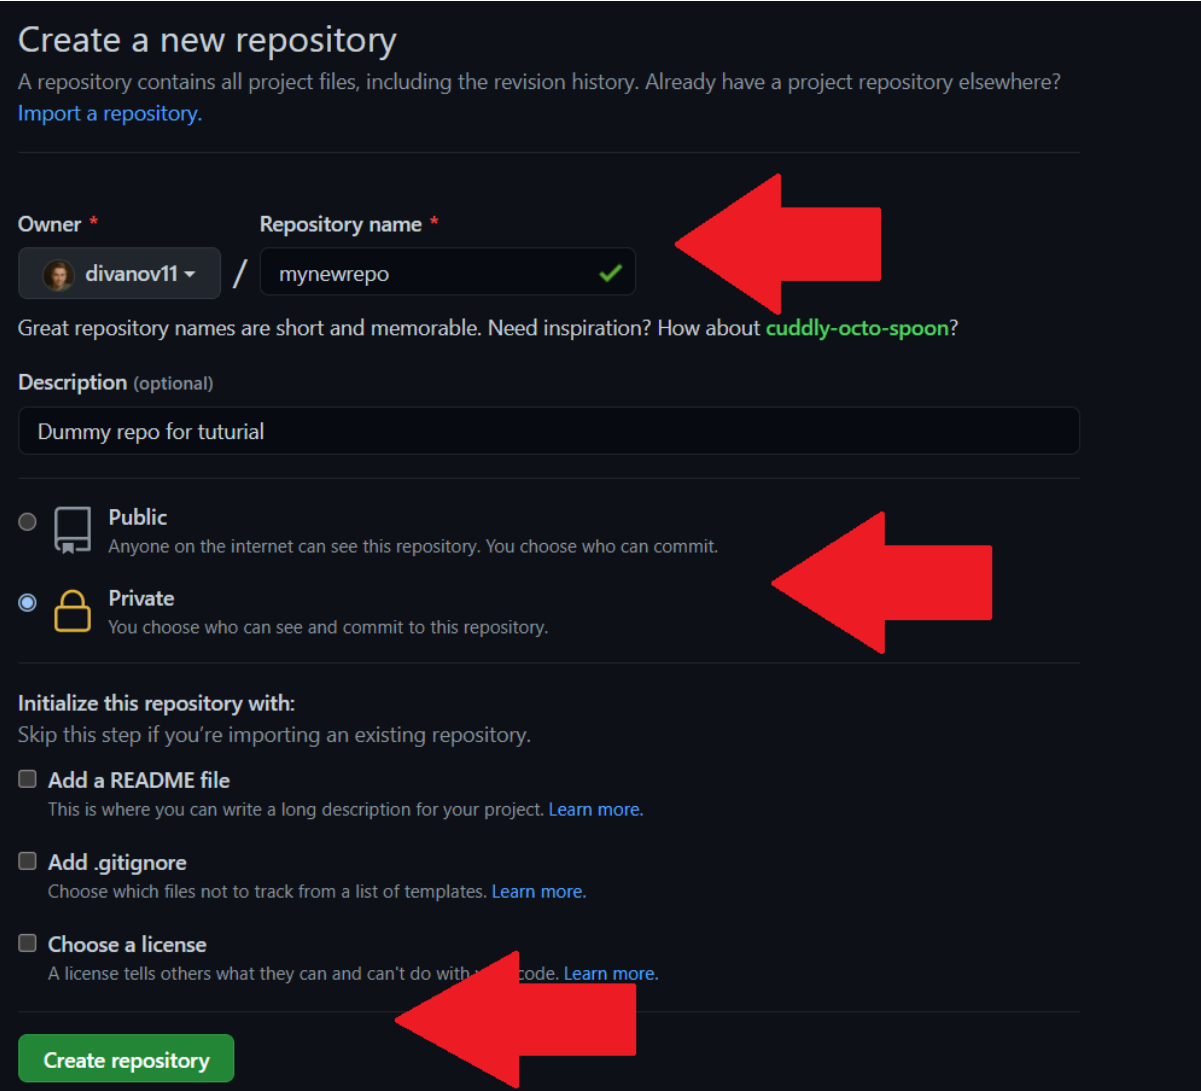 Create a new repository
A repository contains all project files, including the revision history. Already have a project repository elsewhere?
Import a repository.
Owner * Repository name *
divanov11 / mynewrepo
Great repository names are short and memorable. Need inspiration? How about cuddly-octo-spoon?
Description (optional)
Dummy repo for tuturial
Public
Anyone on the internet can see this repository. You choose who can commit.
Private
You choose who can see and commit to this repository.
Initialize this repository with:
Skip this step if you’re importing an existing repository.
Add a README file
This is where you can write a long description for your project. Learn more.
Add .gitignore
Choose which files not to track from a list of templates. Learn more.
Choose a license
A license tells others what they can and can't do with code. Learn more.
Create repository